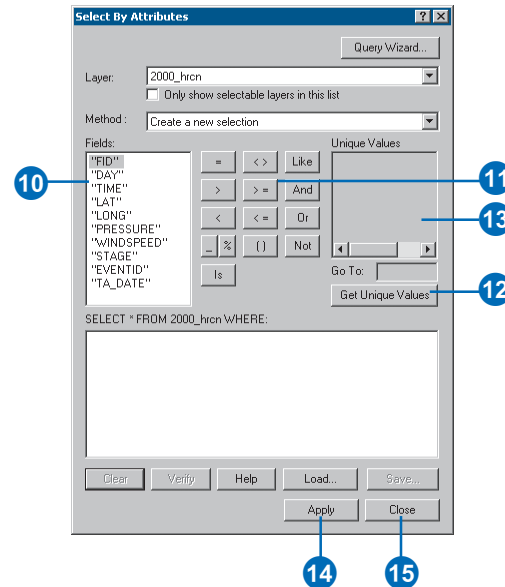 Select By Attributes
? ×
Query Wizard...
Layer: 2000_hrcn
Only show selectable layers in this list
Method : Create a new selection
Fields: Unique Values
"FID"
"DAY"
"TIME"
"LAT"
"LONG"
"PRESSURE"
"WINDSPEED"
"STAGE"
"EVENTID"
"TA_DATE"
= < > Like
> > = And
< < = Or
_ % ( ) Not
Is
10
11
13
Go To:
Get Unique Values
12
SELECT * FROM 2000_hrcn WHERE:
Clear Verify Help Load... Save...
Apply Close
14 15